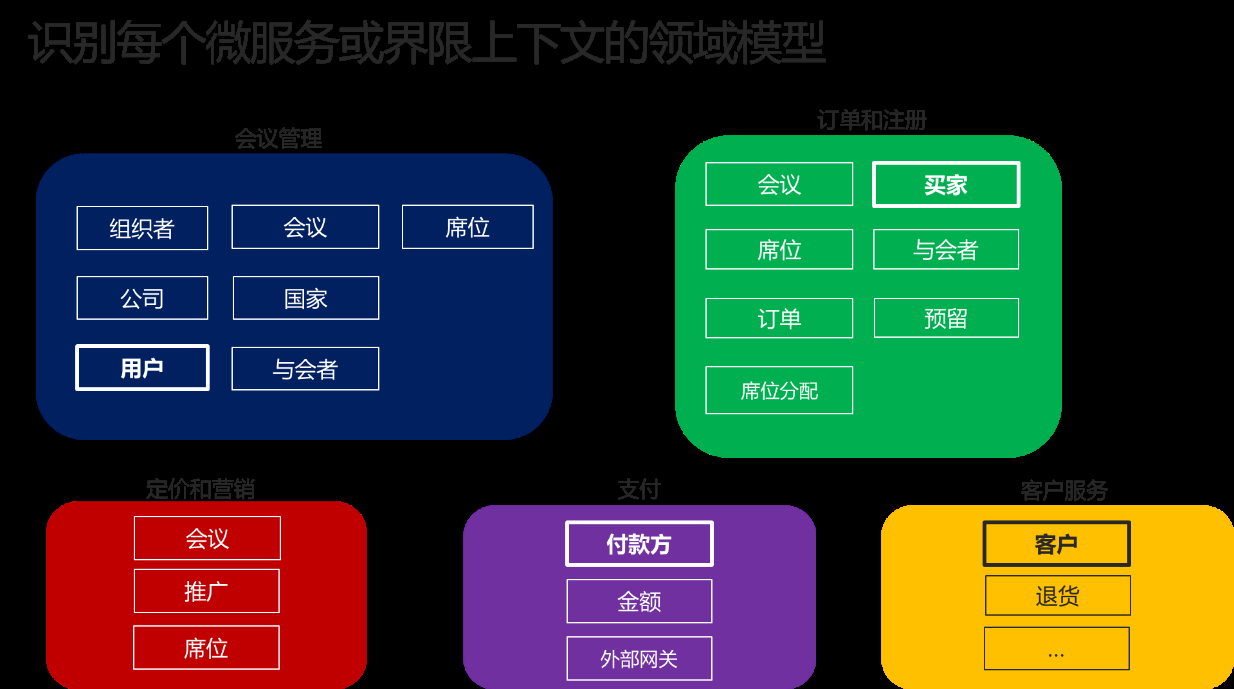 识别每个微服务或界限上下文的领域模型
会议管理
组织者
会议
席位
公司
国家
用户
与会者
订单和注册
会议
买家
席位
与会者
订单
预留
席位分配
定价和营销
会议
推广
席位
支付
付款方
金额
外部网关
客户服务
客户
退货
...